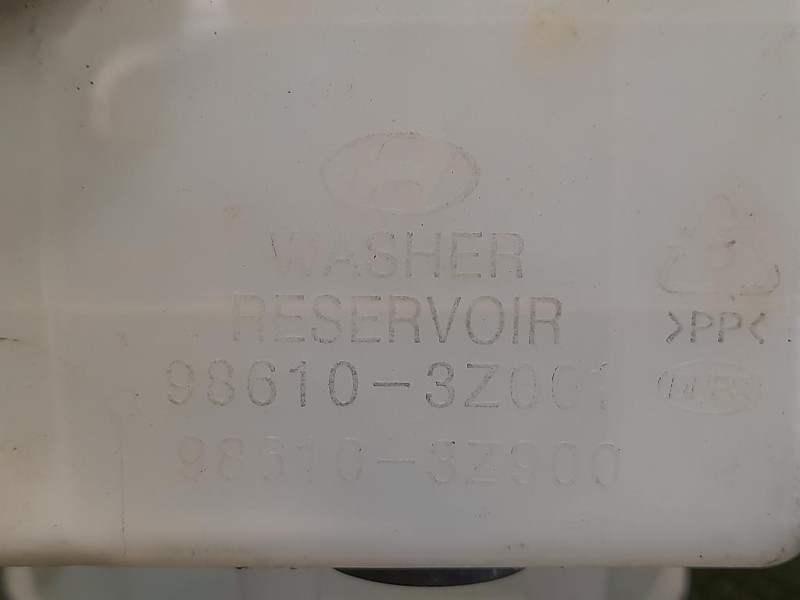 WASHER
RESERVOIR
98610-3Z001
98610-3Z900
>PP<